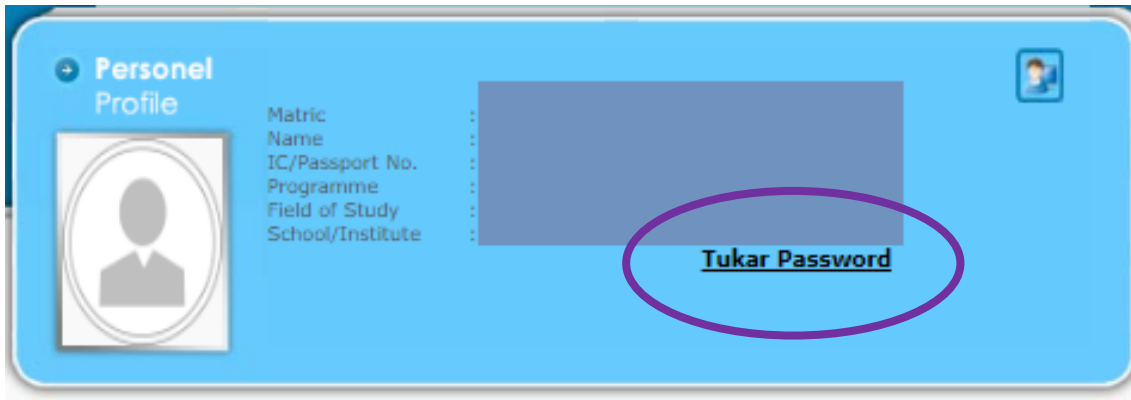 Personel
Profile
Matric :
Name :
IC/Passport No. :
Programme :
Field of Study :
School/Institute :
Tukar Password